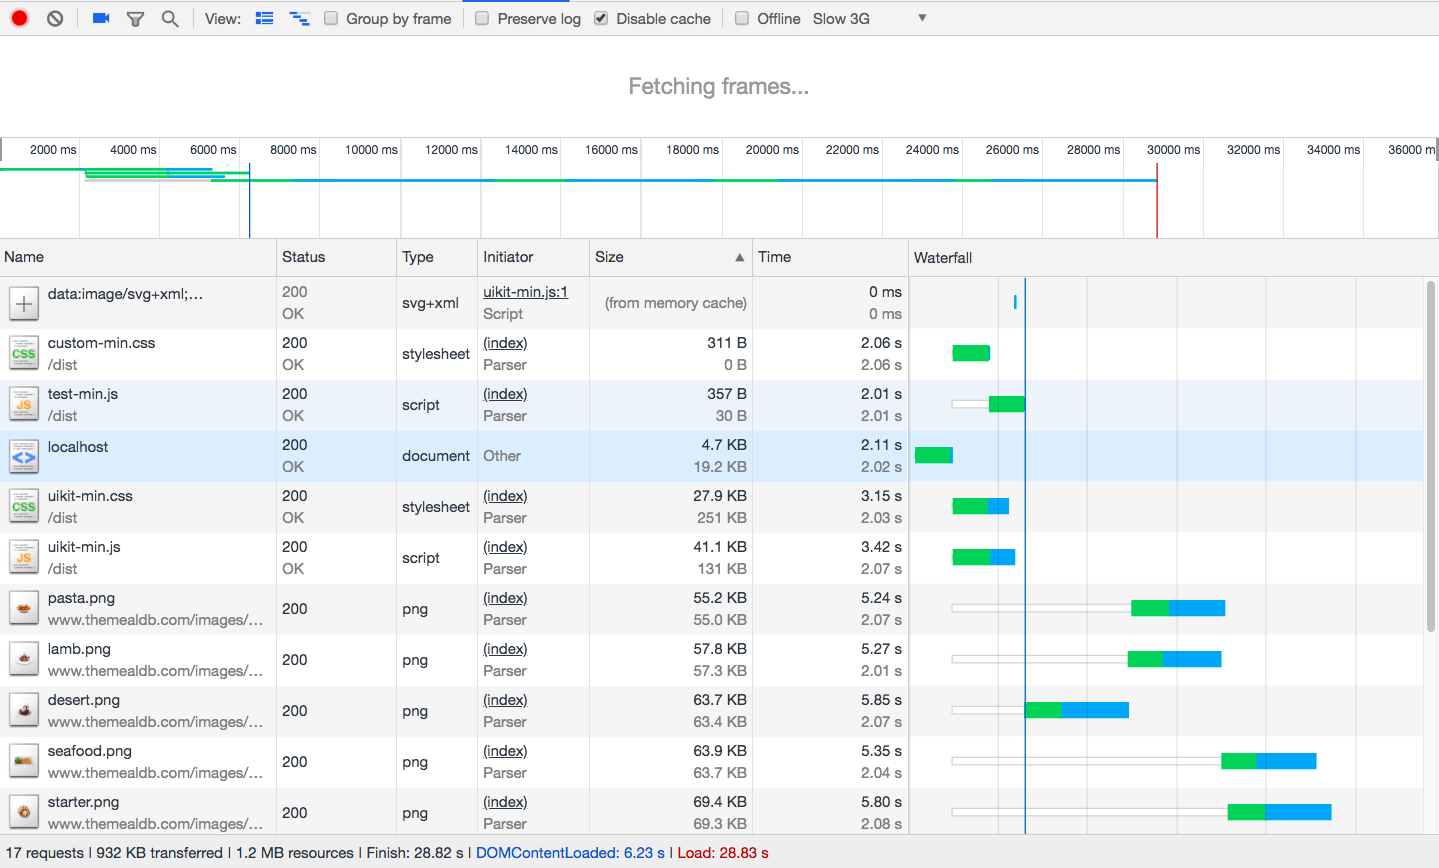 View: Group by frame Preserve log Disable cache Offline Slow 3G ▼
Fetching frames...
2000 ms 4000 ms 6000 ms 8000 ms 10000 ms 12000 ms 14000 ms 16000 ms 18000 ms 20000 ms 22000 ms 24000 ms 26000 ms 28000 ms 30000 ms 32000 ms 34000 ms 36000 m
Name Status Type Initiator Size ▲ Time Waterfall
data:image/svg+xml;... 200 OK svg+xml uikit-min.js:1 Script (from memory cache) 0 ms 0 ms
custom-min.css 200 stylesheet (index) 311 B 2.06 s
/dist OK Parser 0 B 2.06 s
test-min.js 200 script (index) 357 B 2.01 s
/dist OK Parser 30 B 2.01 s
localhost 200 document Other 4.7 KB 2.11 s
OK 19.2 KB 2.02 s
uikit-min.css 200 stylesheet (index) 27.9 KB 3.15 s
/dist OK Parser 251 KB 2.03 s
uikit-min.js 200 script (index) 41.1 KB 3.42 s
/dist OK Parser 131 KB 2.07 s
pasta.png 200 png (index) 55.2 KB 5.24 s
www.themealdb.com/images/... Parser 55.0 KB 2.07 s
lamb.png 200 png (index) 57.8 KB 5.27 s
www.themealdb.com/images/... Parser 57.3 KB 2.01 s
desert.png 200 png (index) 63.7 KB 5.85 s
www.themealdb.com/images/... Parser 63.4 KB 2.07 s
seafood.png 200 png (index) 63.9 KB 5.35 s
www.themealdb.com/images/... Parser 63.7 KB 2.04 s
starter.png 200 png (index) 69.4 KB 5.80 s
www.themealdb.com/images/... Parser 69.3 KB 2.08 s
17 requests | 932 KB transferred | 1.2 MB resources | Finish: 28.82 s | DOMContentLoaded: 6.23 s | Load: 28.83 s